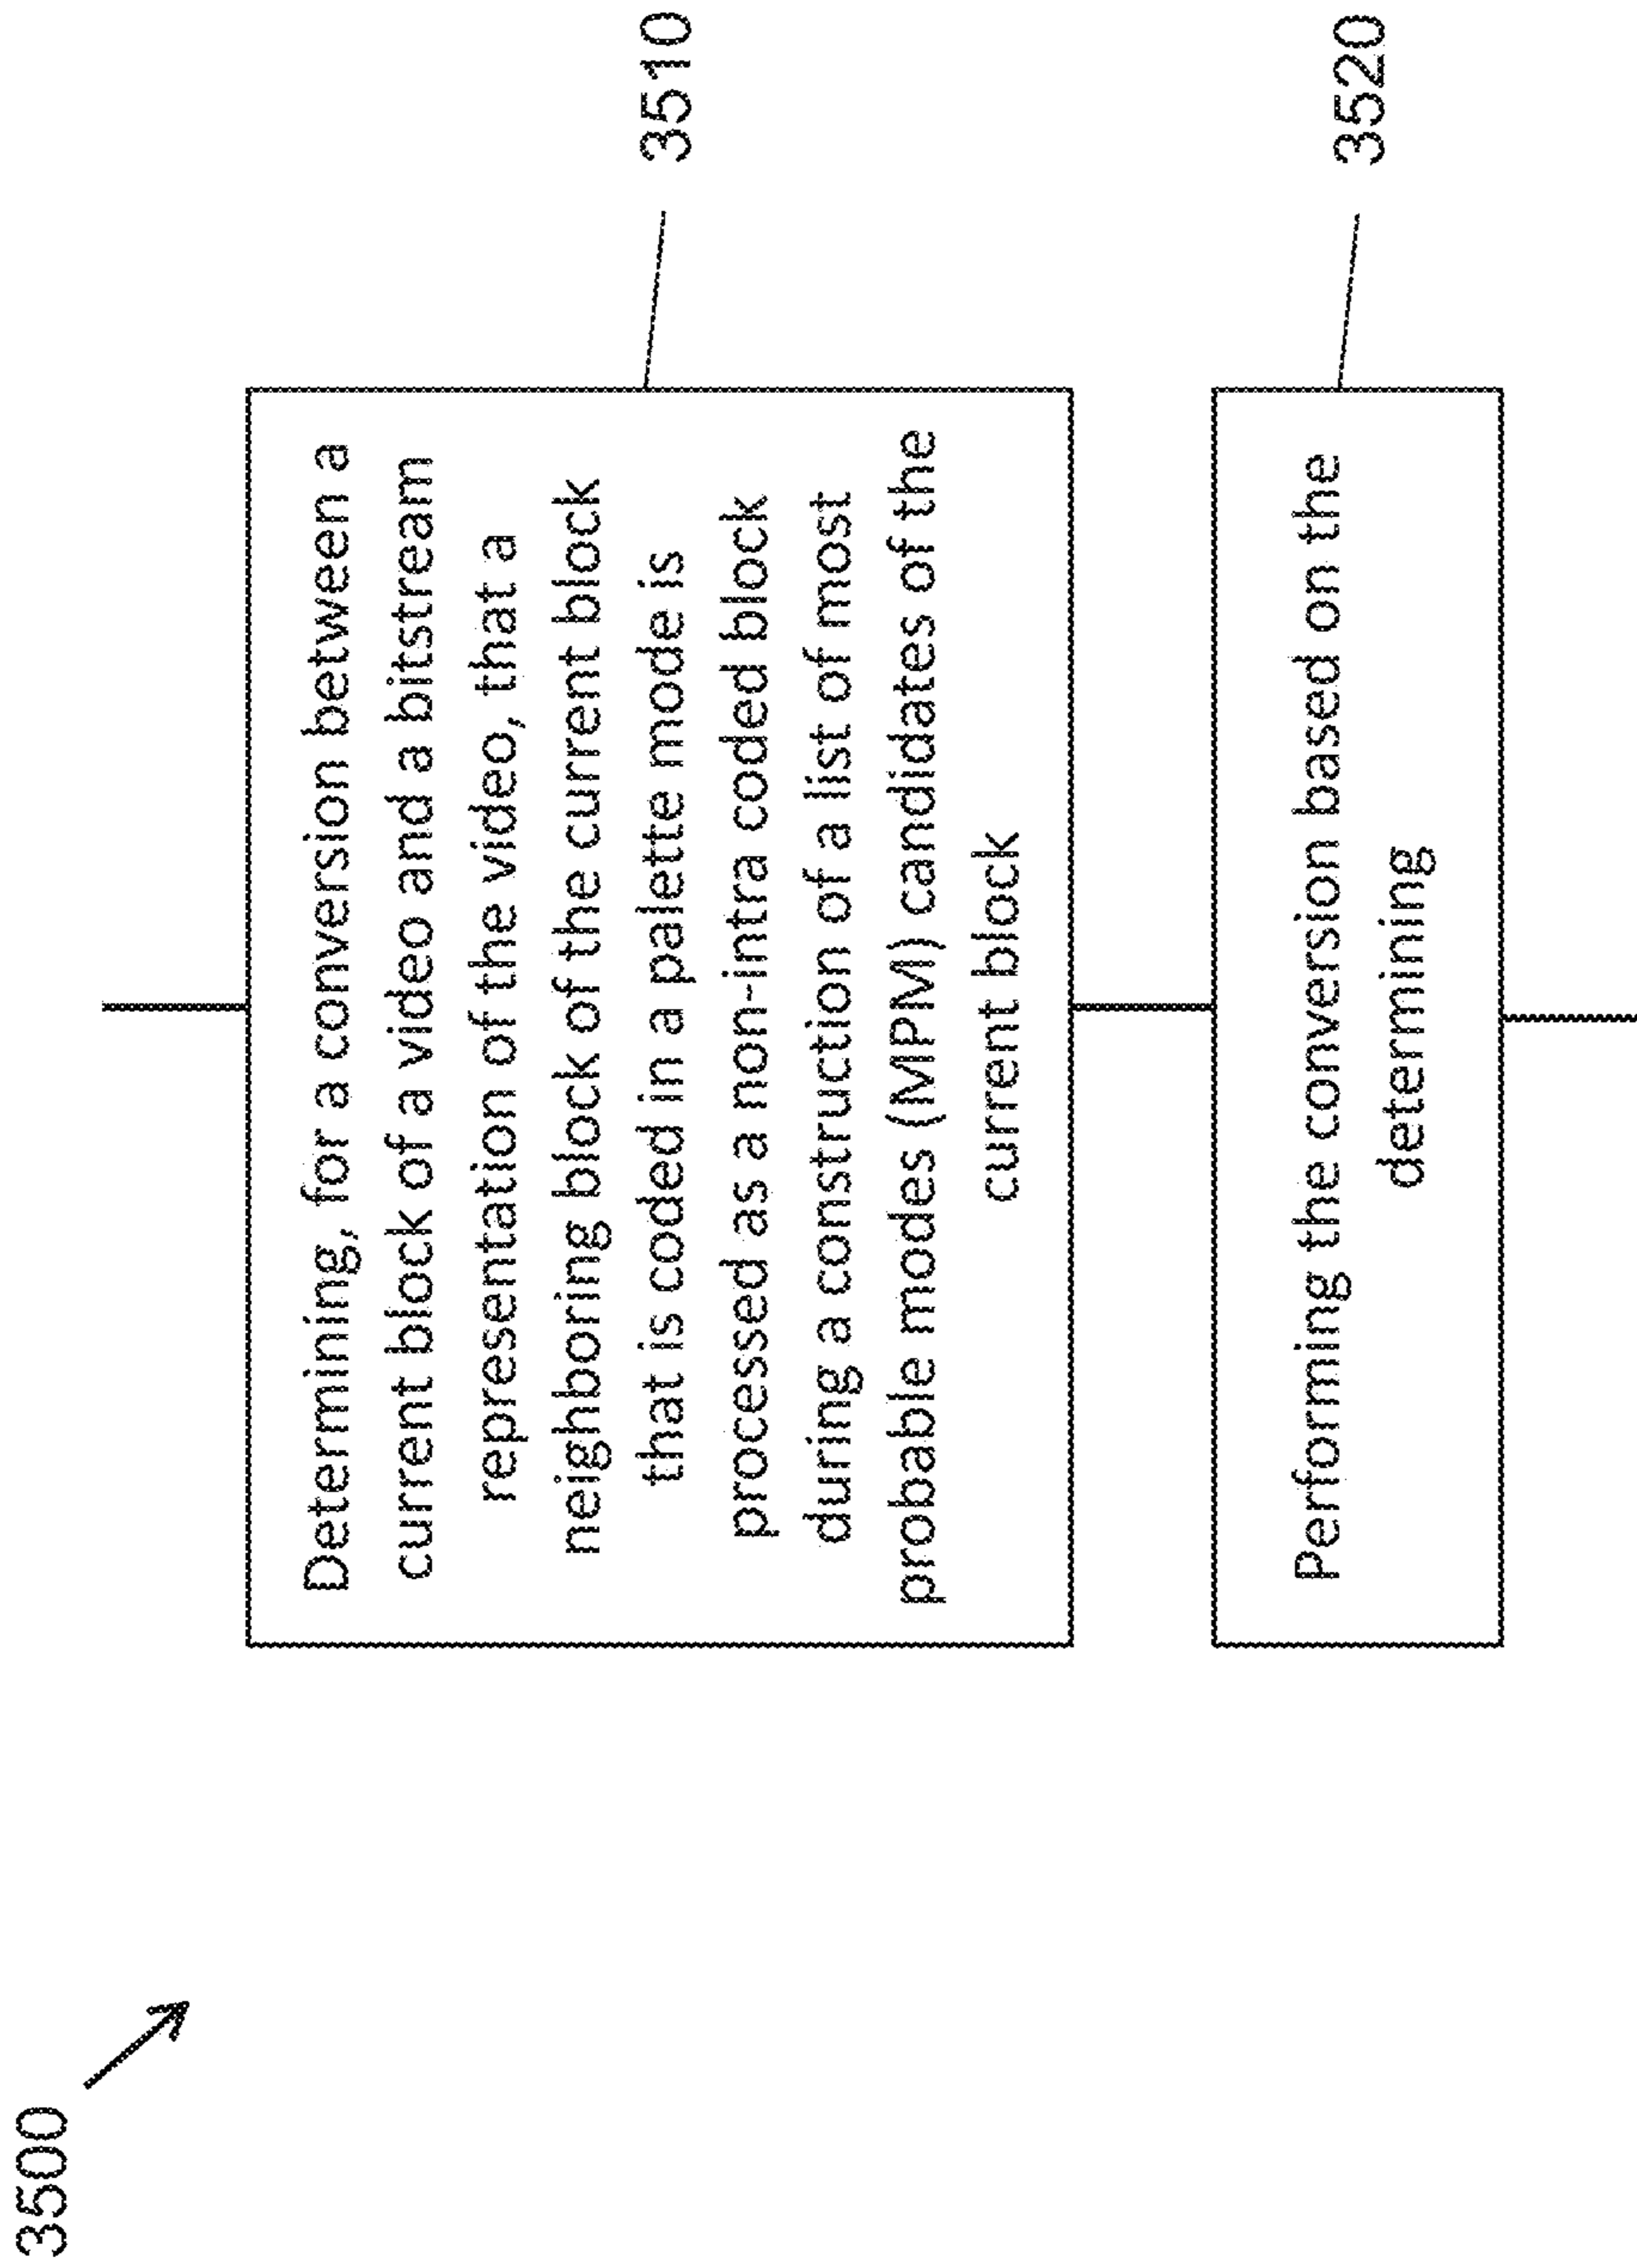 3500
Determining, for a conversion between a
current block of a video and a bitstream
representation of the video, that a
neighboring block of the current block
that is coded in a palette mode is
processed as a non-intra coded block
during a construction of a list of most
probable modes (MPM) candidates of the
current block
3510
Performing the conversion based on the
determining
3520